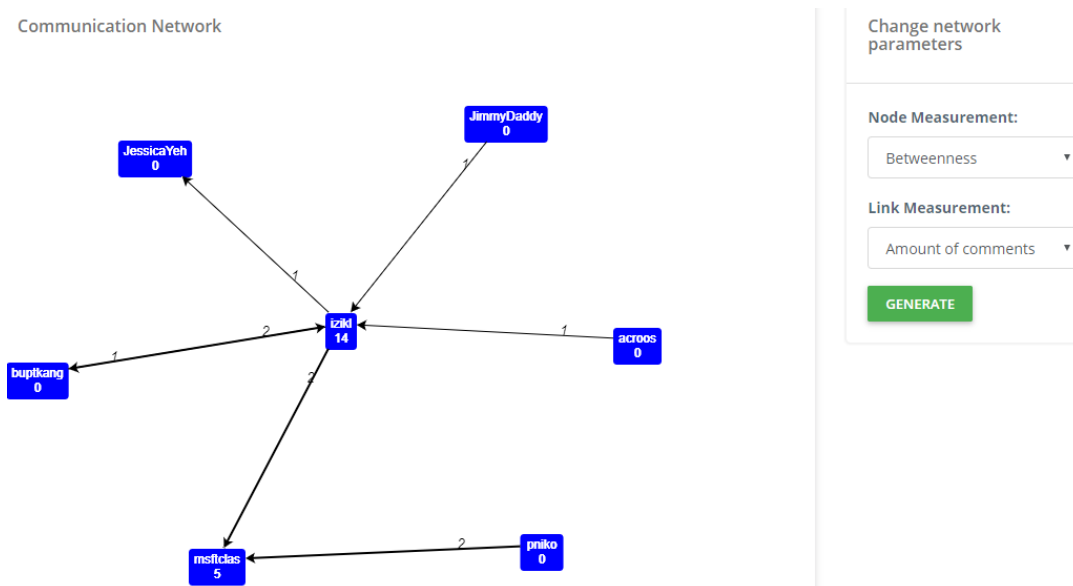 Communication Network
Change network
parameters
JimmyDaddy
0
Node Measurement:
JessicaYeh
0
1
Betweenness
Link Measurement:
Amount of comments
1
GENERATE
izikl
14
2
1
1
acroos
0
buptkang
0
2
pniko
0
2
msftclas
5